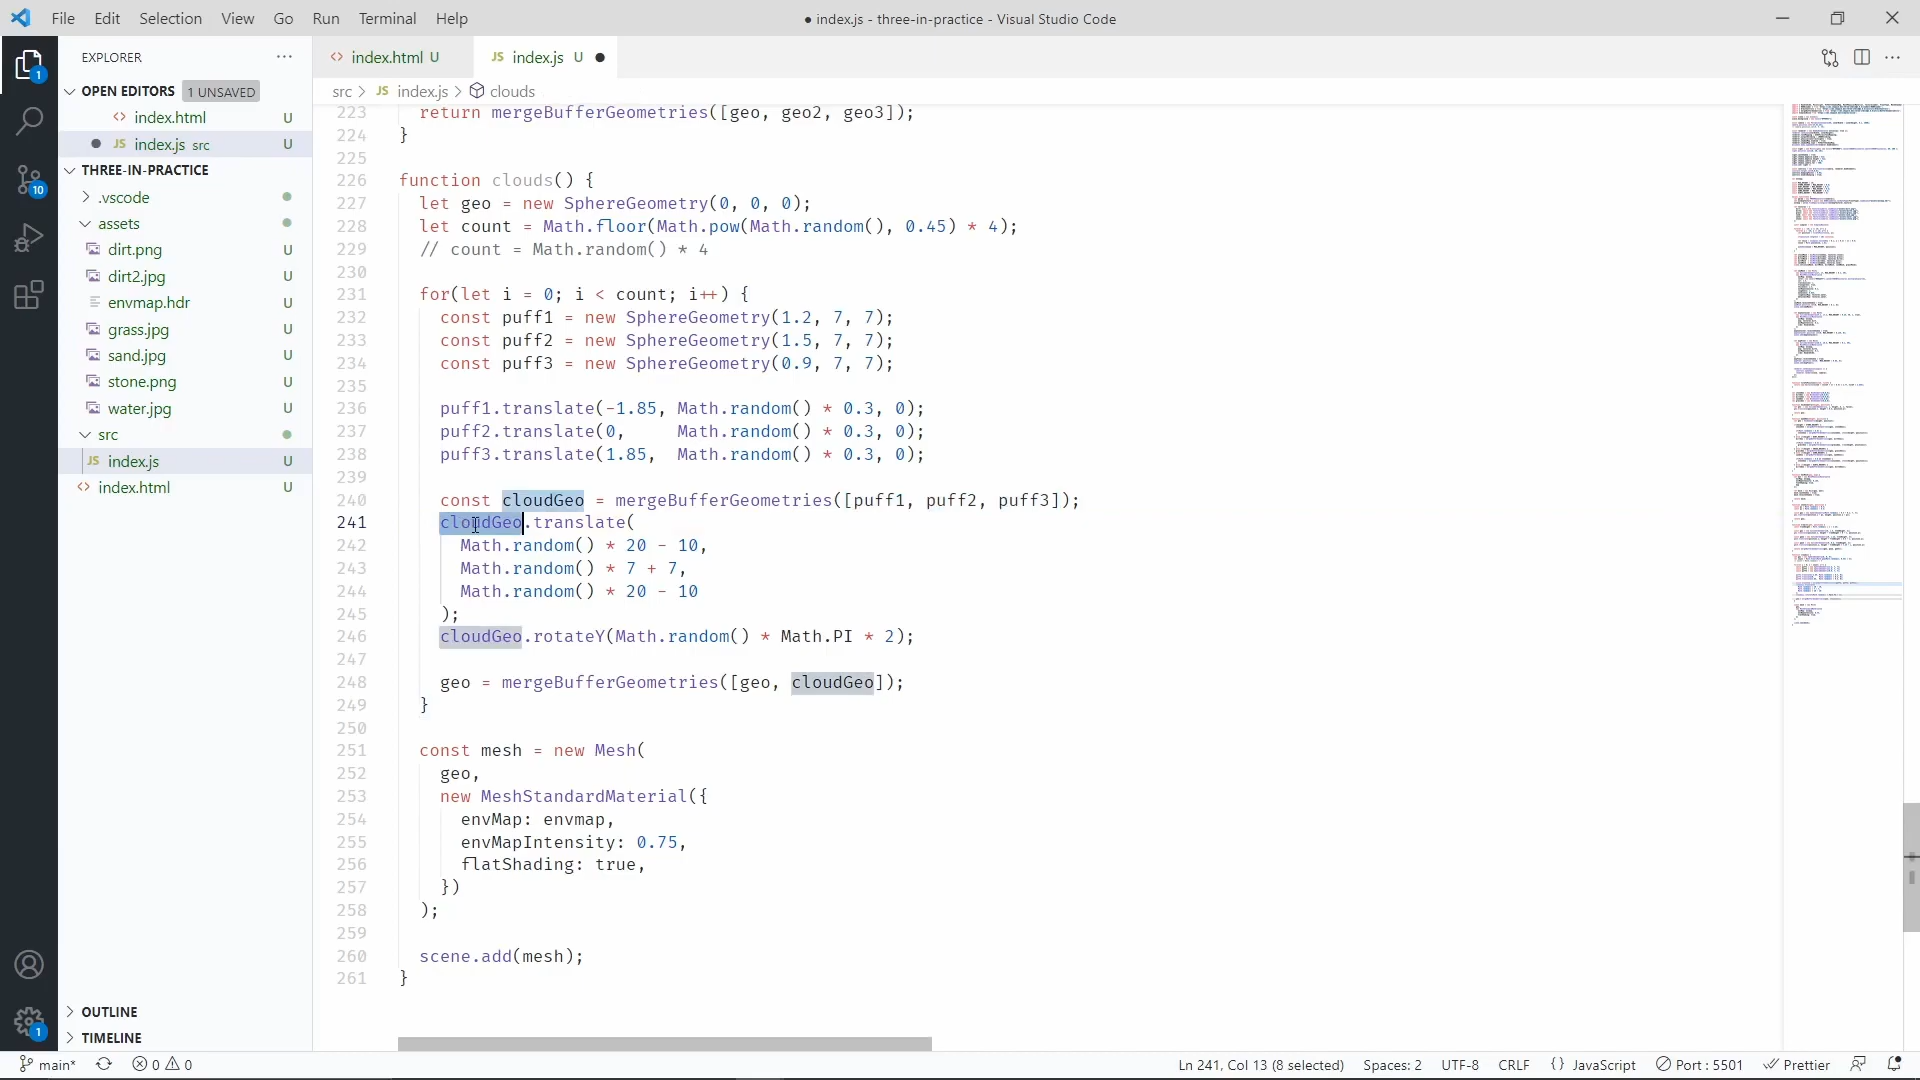 File Edit Selection View Go Run Terminal Help
● index.js - three-in-practice - Visual Studio Code
EXPLORER
OPEN EDITORS 1 UNSAVED
<> index.html U
● JS index.js src U
THREE-IN-PRACTICE
.vscode
assets
dirt.png U
dirt2.jpg U
envmap.hdr U
grass.jpg U
sand.jpg U
stone.png U
water.jpg U
src
JS index.js U
<> index.html U
OUTLINE
TIMELINE
1
10
1
<> index.html U JS index.js U ●
src > JS index.js > clouds
223 return mergeBufferGeometries([geo, geo2, geo3]);
224 }
225
226 function clouds() {
227 let geo = new SphereGeometry(0, 0, 0);
228 let count = Math.floor(Math.pow(Math.random(), 0.45) * 4);
229 // count = Math.random() * 4
230
231 for(let i = 0; i < count; i++) {
232 const puff1 = new SphereGeometry(1.2, 7, 7);
233 const puff2 = new SphereGeometry(1.5, 7, 7);
234 const puff3 = new SphereGeometry(0.9, 7, 7);
235
236 puff1.translate(-1.85, Math.random() * 0.3, 0);
237 puff2.translate(0,     Math.random() * 0.3, 0);
238 puff3.translate(1.85,  Math.random() * 0.3, 0);
239
240 const cloudGeo = mergeBufferGeometries([puff1, puff2, puff3]);
241 cloudGeo.translate(
242 Math.random() * 20 - 10,
243 Math.random() * 7 + 7,
244 Math.random() * 20 - 10
245 );
246 cloudGeo.rotateY(Math.random() * Math.PI * 2);
247
248 geo = mergeBufferGeometries([geo, cloudGeo]);
249 }
250
251 const mesh = new Mesh(
252 geo,
253 new MeshStandardMaterial({
254 envMap: envmap,
255 envMapIntensity: 0.75,
256 flatShading: true,
257 })
258 );
259
260 scene.add(mesh);
261 }
main* 0 0 Ln 241, Col 13 (8 selected) Spaces: 2 UTF-8 CRLF {} JavaScript Port : 5501 Prettier